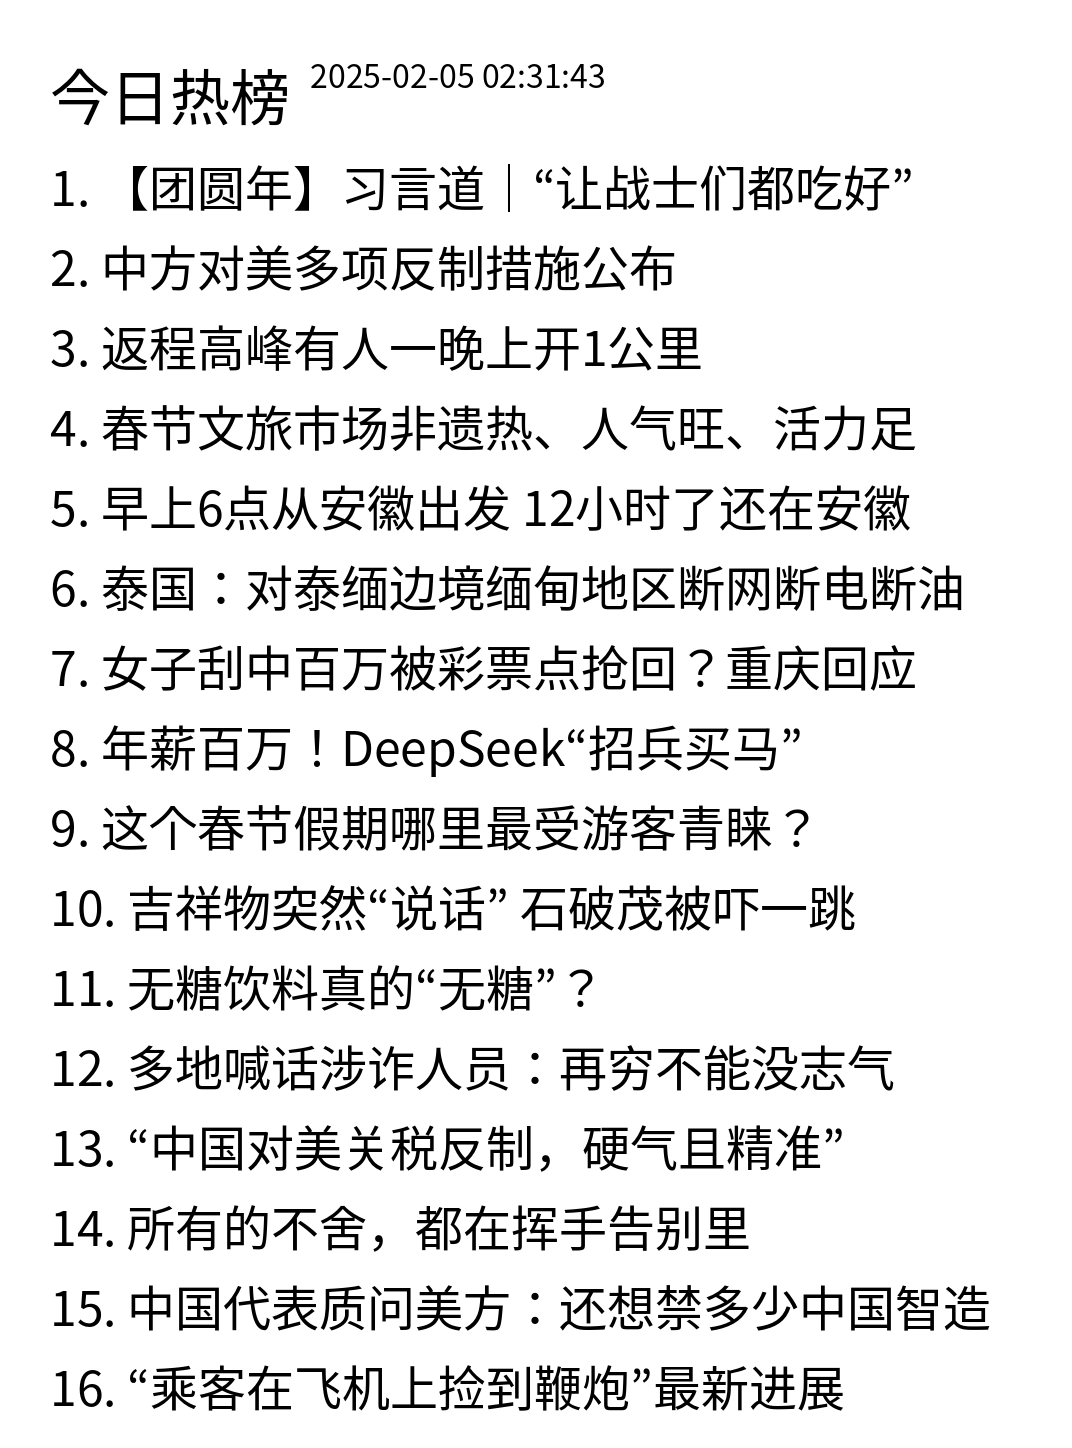 今日热榜 2025-02-05 02:31:43
1. 【团圆年】习言道｜“让战士们都吃好”
2. 中方对美多项反制措施公布
3. 返程高峰有人一晚上开1公里
4. 春节文旅市场非遗热、人气旺、活力足
5. 早上6点从安徽出发 12小时了还在安徽
6. 泰国：对泰缅边境缅甸地区断网断电断油
7. 女子刮中百万被彩票点抢回？重庆回应
8. 年薪百万！DeepSeek“招兵买马”
9. 这个春节假期哪里最受游客青睐？
10. 吉祥物突然“说话” 石破茂被吓一跳
11. 无糖饮料真的“无糖”？
12. 多地喊话涉诈人员：再穷不能没志气
13. “中国对美关税反制，硬气且精准”
14. 所有的不舍，都在挥手告别里
15. 中国代表质问美方：还想禁多少中国智造
16. “乘客在飞机上捡到鞭炮”最新进展